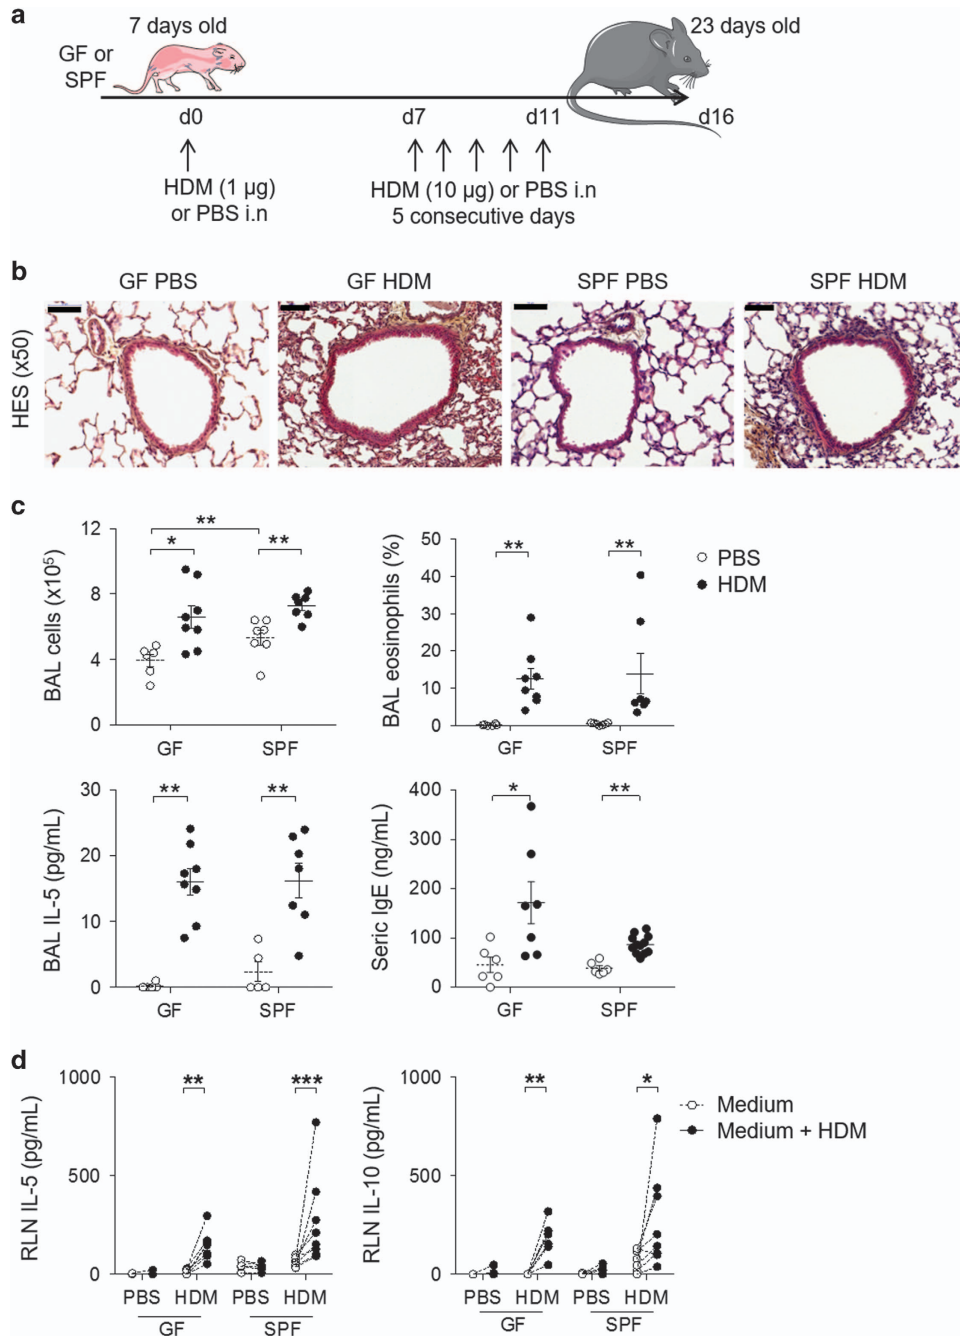 a
7 days old
23 days old
GF or
SPF
d0
d7
d11
d16
HDM (1 µg)
or PBS i.n
HDM (10 µg) or PBS i.n
5 consecutive days
b
GF PBS
GF HDM
SPF PBS
SPF HDM
HES (x50)
c
BAL cells (x10⁵)
12
8
4
0
**
*
**
GF
SPF
BAL eosinophils (%)
50
40
30
20
10
0
**
**
GF
SPF
PBS
HDM
BAL IL-5 (pg/mL)
30
20
10
0
**
**
GF
SPF
Seric IgE (ng/mL)
400
300
200
100
0
*
**
GF
SPF
d
RLN IL-5 (pg/mL)
1000
500
0
**
***
PBS HDM PBS HDM
GF SPF
RLN IL-10 (pg/mL)
1000
500
0
**
*
PBS HDM PBS HDM
GF SPF
Medium
Medium + HDM